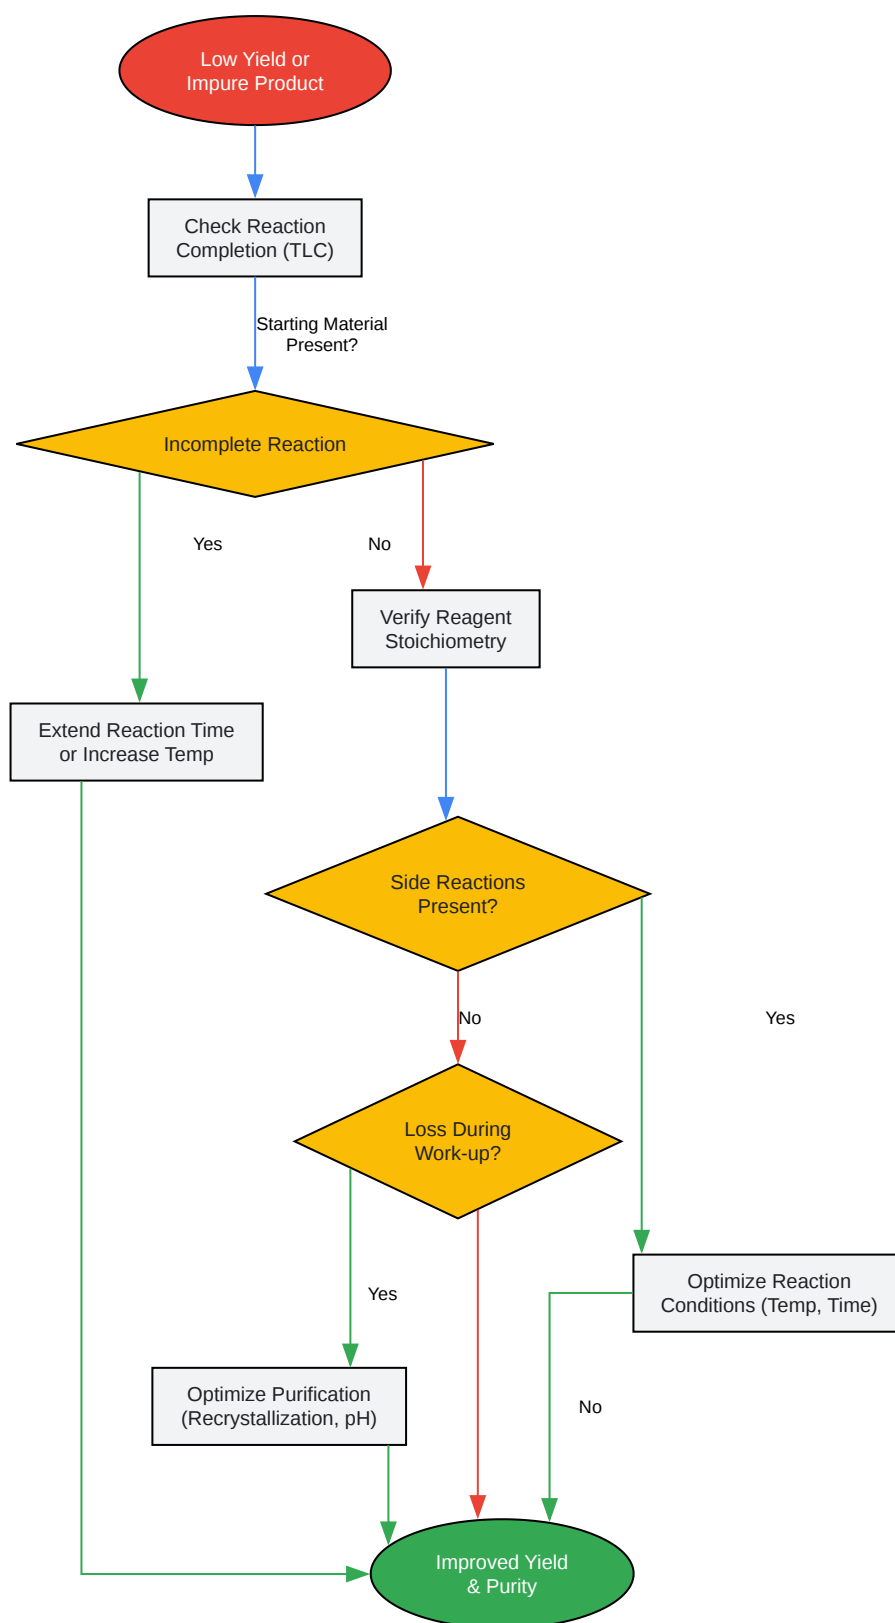 Low Yield or
Impure Product
Check Reaction
Completion (TLC)
Starting Material
Present?
Incomplete Reaction
Yes
No
Verify Reagent
Stoichiometry
Extend Reaction Time
or Increase Temp
Side Reactions
Present?
No
Yes
Loss During
Work-up?
Yes
Optimize Reaction
Conditions (Temp, Time)
Optimize Purification
(Recrystallization, pH)
No
Improved Yield
& Purity